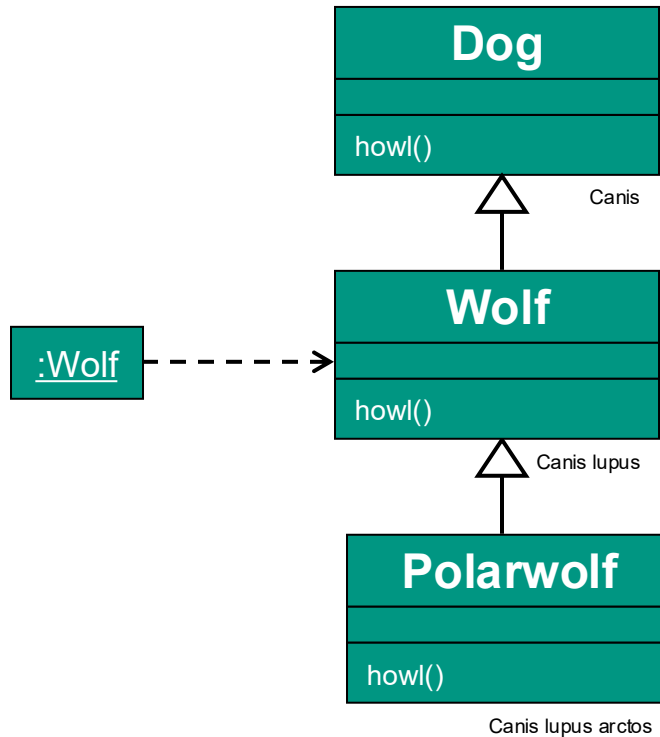 Dog
howl()
Canis
Wolf
:Wolf
howl()
Canis lupus
Polarwolf
howl()
Canis lupus arctos